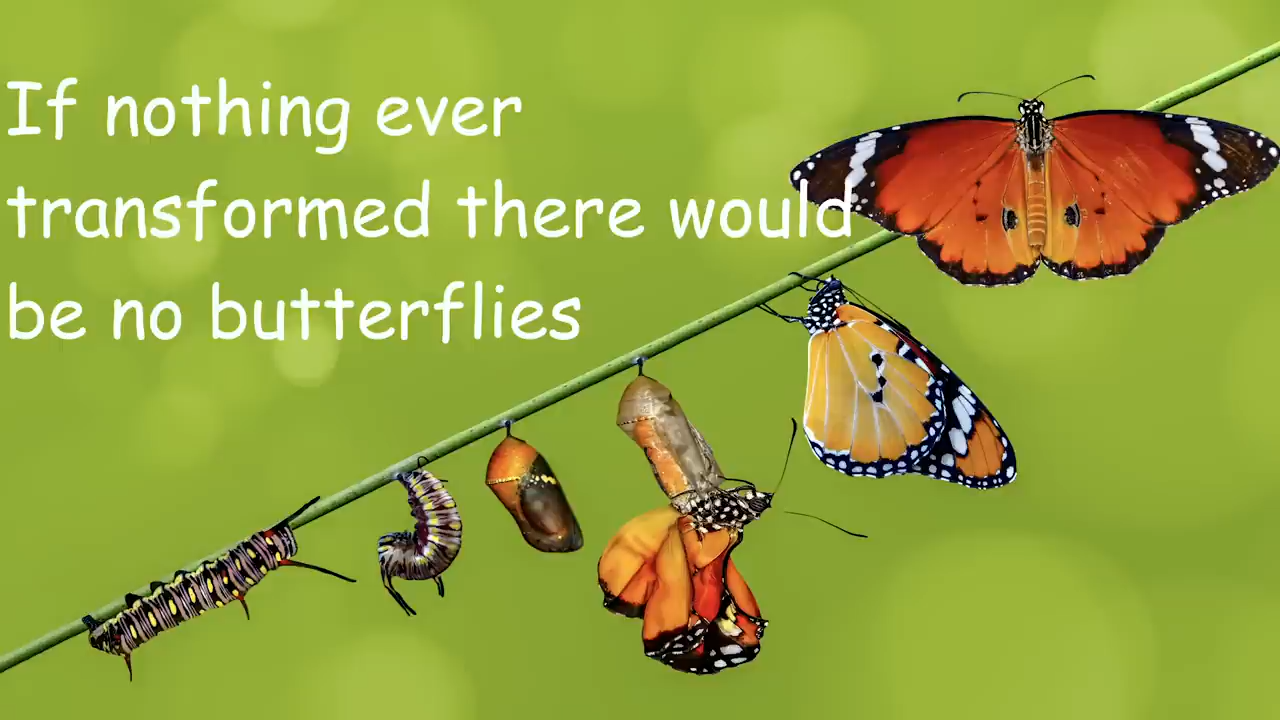 If nothing ever
transformed there would
be no butterflies